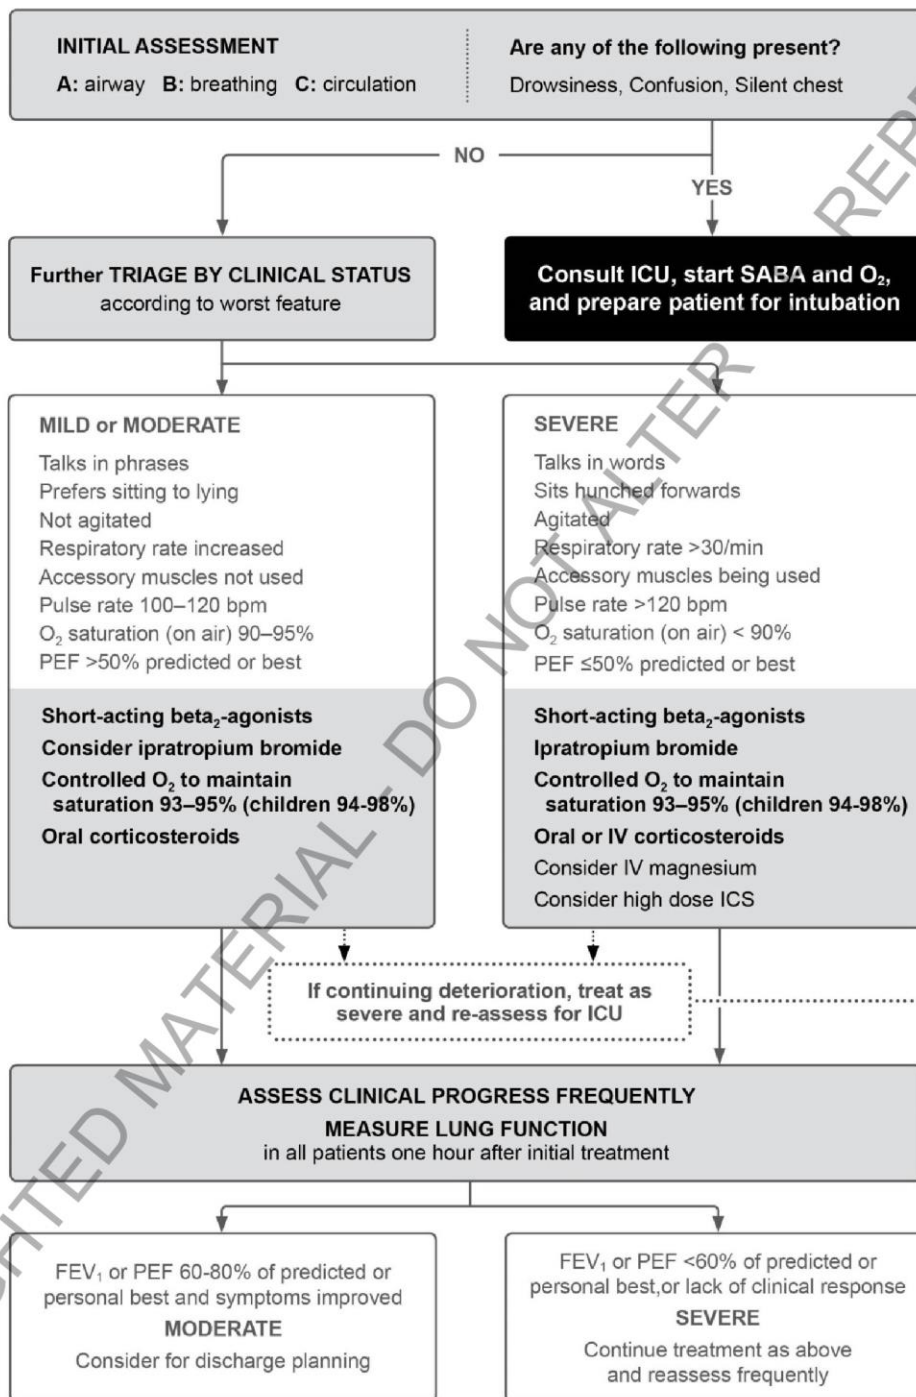 INITIAL ASSESSMENT
A: airway B: breathing C: circulation
Are any of the following present?
Drowsiness, Confusion, Silent chest
NO
YES
Further TRIAGE BY CLINICAL STATUS
according to worst feature
Consult ICU, start SABA and O₂,
and prepare patient for intubation
MILD or MODERATE
Talks in phrases
Prefers sitting to lying
Not agitated
Respiratory rate increased
Accessory muscles not used
Pulse rate 100–120 bpm
O₂ saturation (on air) 90–95%
PEF >50% predicted or best
Short-acting beta₂-agonists
Consider ipratropium bromide
Controlled O₂ to maintain
saturation 93–95% (children 94-98%)
Oral corticosteroids
SEVERE
Talks in words
Sits hunched forwards
Agitated
Respiratory rate >30/min
Accessory muscles being used
Pulse rate >120 bpm
O₂ saturation (on air) < 90%
PEF ≤50% predicted or best
Short-acting beta₂-agonists
Ipratropium bromide
Controlled O₂ to maintain
saturation 93–95% (children 94-98%)
Oral or IV corticosteroids
Consider IV magnesium
Consider high dose ICS
If continuing deterioration, treat as
severe and re-assess for ICU
ASSESS CLINICAL PROGRESS FREQUENTLY
MEASURE LUNG FUNCTION
in all patients one hour after initial treatment
FEV₁ or PEF 60-80% of predicted or
personal best and symptoms improved
MODERATE
Consider for discharge planning
FEV₁ or PEF <60% of predicted or
personal best,or lack of clinical response
SEVERE
Continue treatment as above
and reassess frequently
GHTED MATERIAL - DO NOT ALTER REP